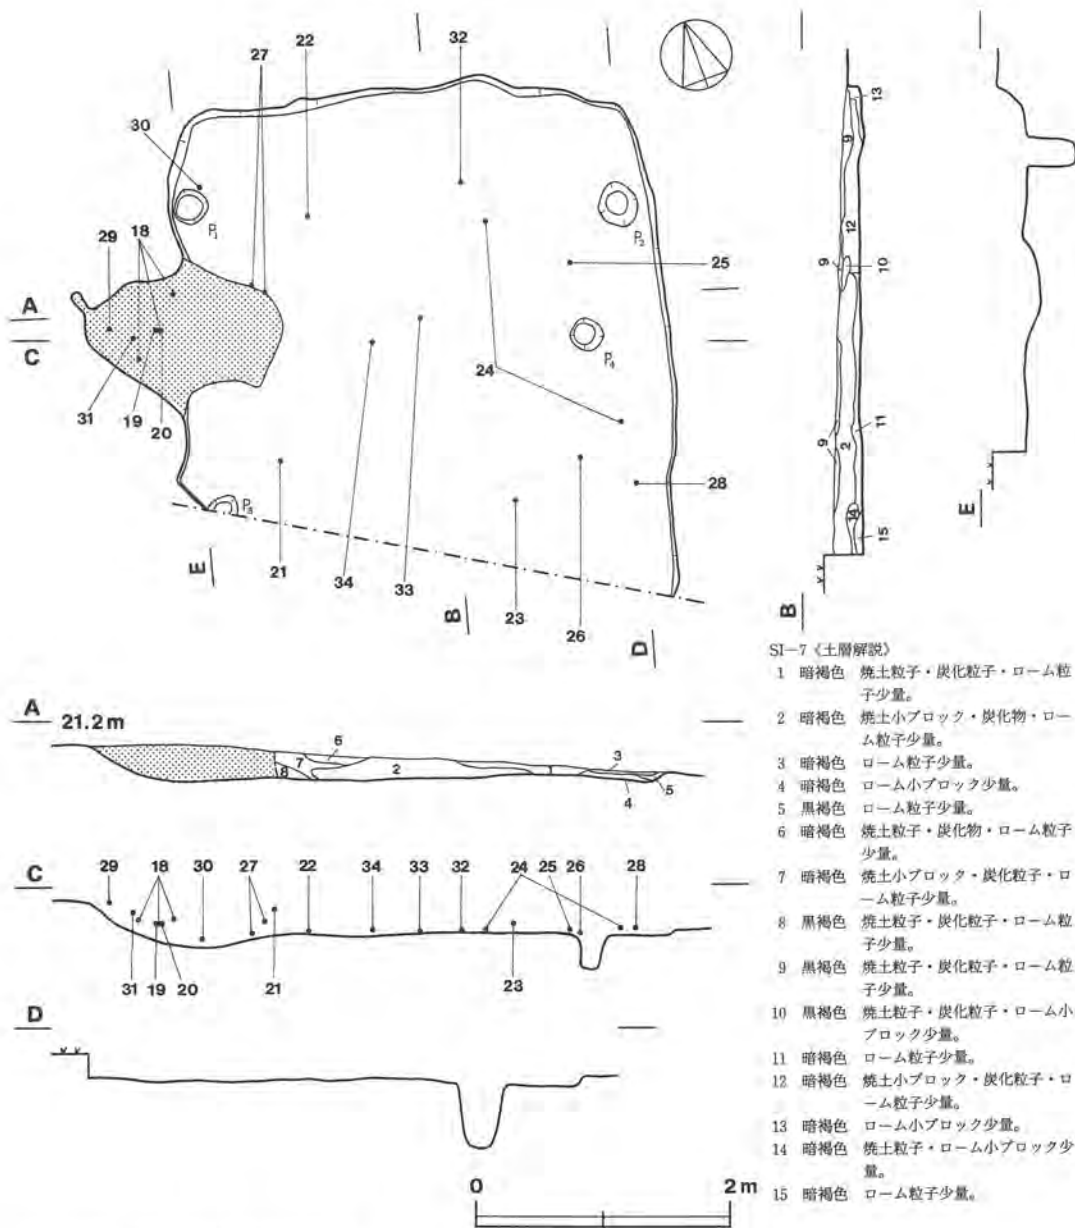 22
27
32
30
29
18
P₁
P₂
25
A
C
P₄
24
31
19
20
28
P₃
E
21
34
33
B
23
26
D
13
9
12
9
10
9
2
11
14
15
B
E
A 21.2m
6
7
8
2
1
3
4
5
C
29
18
30
27
22
34
33
32
24
25
26
28
31
19
20
21
23
D
0
2m
SI-7《土層解説》
1 暗褐色 焼土粒子・炭化粒子・ローム粒
子少量。
2 暗褐色 焼土小ブロック・炭化物・ロー
ム粒子少量。
3 暗褐色 ローム粒子少量。
4 暗褐色 ローム小ブロック少量。
5 黒褐色 ローム粒子少量。
6 暗褐色 焼土粒子・炭化物・ローム粒子
少量。
7 暗褐色 焼土小ブロック・炭化粒子・ロ
ーム粒子少量。
8 黒褐色 焼土粒子・炭化粒子・ローム粒
子少量。
9 黒褐色 焼土粒子・炭化粒子・ローム粒
子少量。
10 黒褐色 焼土粒子・炭化粒子・ローム小
ブロック少量。
11 暗褐色 ローム粒子少量。
12 暗褐色 焼土小ブロック・炭化粒子・ロ
ーム粒子少量。
13 暗褐色 ローム小ブロック少量。
14 暗褐色 焼土粒子・ローム小ブロック少
量。
15 暗褐色 ローム粒子少量。